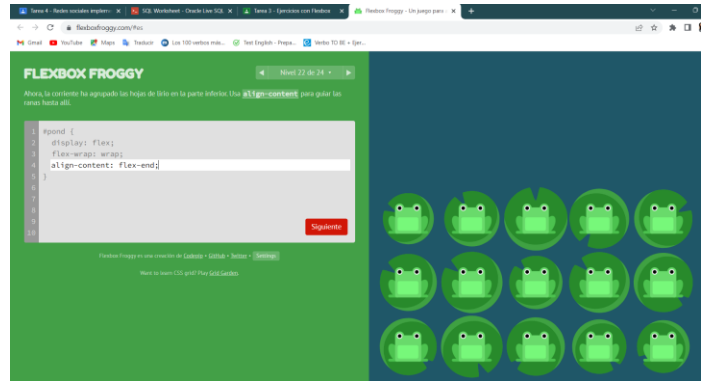 Tarea 4 - Redes sociales implem
SQL Worksheet - Oracle Live SQL
Tarea 3 - Ejercicios con Flexbox
Flexbox Froggy - Un juego para
flexboxfroggy.com/#es
Gmail
YouTube
Maps
Traducir
Los 100 verbos más...
Test English - Prepa...
Verbo TO BE « Ejer...
FLEXBOX FROGGY
Nivel 22 de 24
Ahora, la corriente ha agrupado las hojas de lirio en la parte inferior. Usa align-content para guiar las
ranas hasta allí.
1 #pond {
2 display: flex;
3 flex-wrap: wrap;
4 align-content: flex-end;
5 }
6
7
8
9
10
Siguiente
Flexbox Froggy es una creación de Codepip • GitHub • Twitter • Settings
Want to learn CSS grid? Play Grid Garden